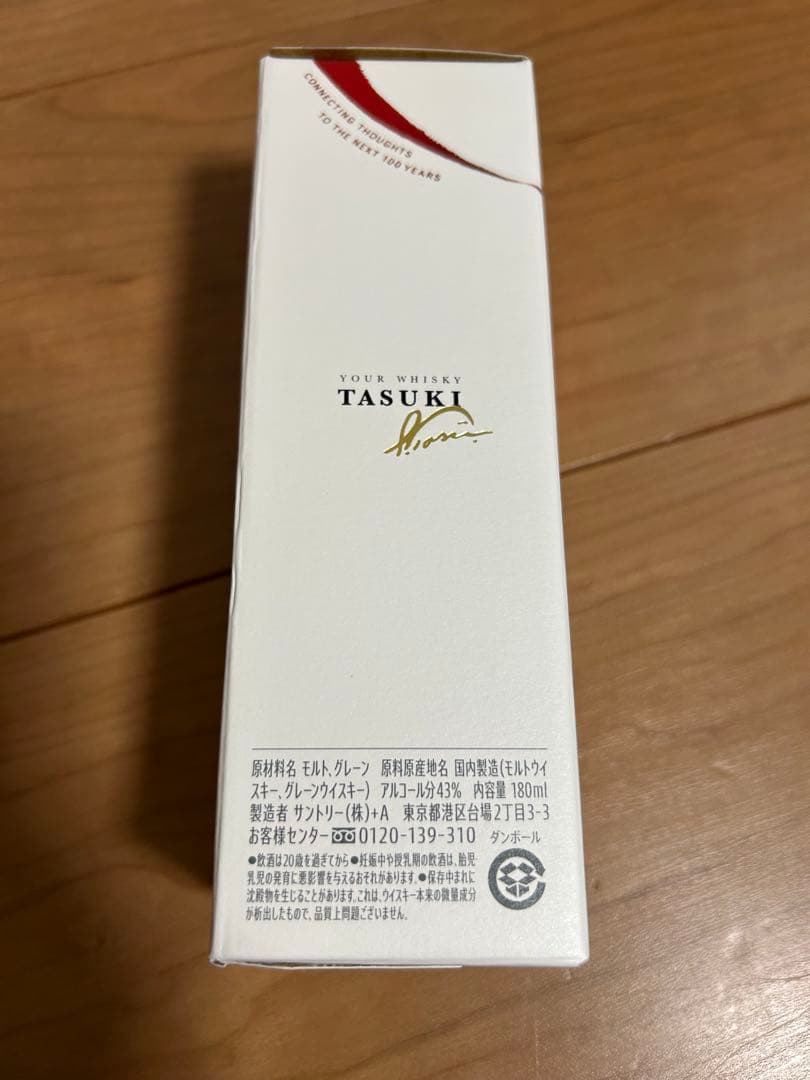 CONNECTING THOUGHTS
TO THE NEXT 100 YEARS
YOUR WHISKY
TASUKI
原材料名 モルト、グレーン 原料原産地名 国内製造(モルトウイ
スキー、グレーンウイスキー) アルコール分43% 内容量 180ml
製造者 サントリー(株)+A 東京都港区台場2丁目3-3
お客様センター 0120-139-310 ダンボール
●飲酒は20歳を過ぎてから●妊娠中や授乳期の飲酒は、胎児・
乳児の発育に悪影響を与えるおそれがあります。●保存中まれに
沈殿物を生じることがあります。これは、ウイスキー本来の微量成分
が析出したもので、品質上問題ございません。